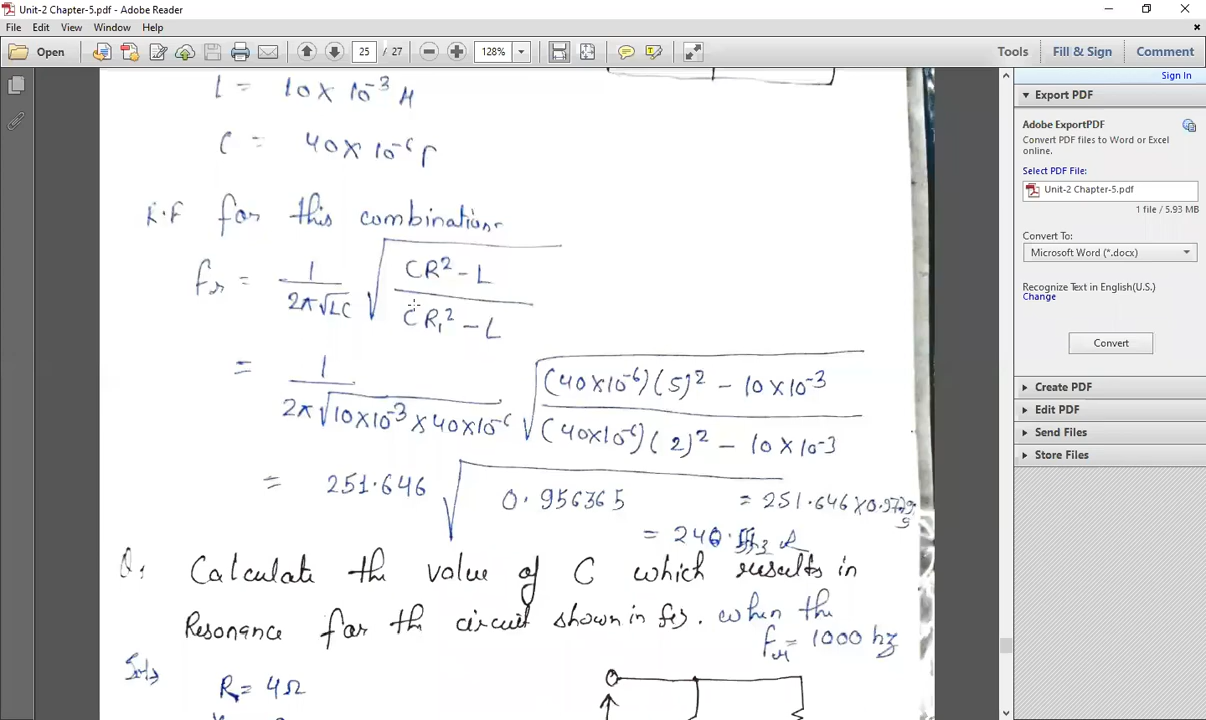 Unit-2 Chapter-5.pdf - Adobe Reader
File Edit View Window Help
Open 25 / 27 128% Tools Fill & Sign Comment
L = 10 × 10⁻³ H
C = 40 × 10⁻⁶ F
R.F for this combination-
fr = 1/2π√LC √(CR² - L)/(CR₁² - L)
= 1/2π√10×10⁻³ × 40×10⁻⁶ √((40×10⁻⁶)(5)² - 10×10⁻³)/((40×10⁻⁶)(2)² - 10×10⁻³)
= 251.646 √0.956365 = 251.646 ×
Q. Calculate the value of C which results in
Resonance for the circuit shown in fig. when the
fr = 1000 hz
Soln
R₁ = 4Ω
Sign In
Export PDF
Adobe ExportPDF
Convert PDF files to Word or Excel
online.
Select PDF File:
Unit-2 Chapter-5.pdf
1 file / 5.93 MB
Convert To:
Microsoft Word (*.docx)
Recognize Text in English(U.S.)
Change
Convert
Create PDF
Edit PDF
Comment
Send Files
Store Files